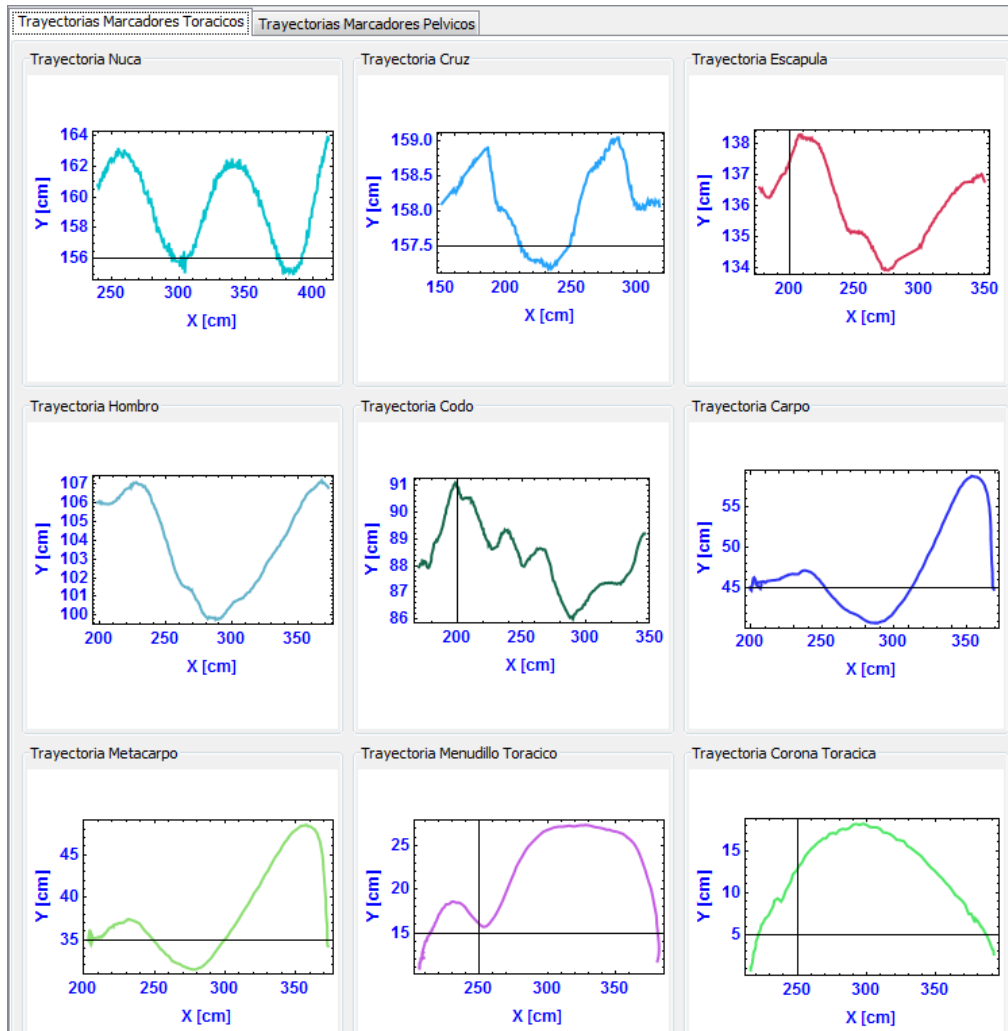 Trayectorias Marcadores Toracicos Trayectorias Marcadores Pelvicos
Trayectoria Nuca
164
162
160
158
156
Y [cm]
250 300 350 400
X [cm]
Trayectoria Cruz
159.0
158.5
158.0
157.5
Y [cm]
150 200 250 300
X [cm]
Trayectoria Escapula
138
137
136
135
134
Y [cm]
200 250 300 350
X [cm]
Trayectoria Hombro
107
106
105
104
103
102
101
100
Y [cm]
200 250 300 350
X [cm]
Trayectoria Codo
91
90
89
88
87
86
Y [cm]
200 250 300 350
X [cm]
Trayectoria Carpo
55
50
45
Y [cm]
200 250 300 350
X [cm]
Trayectoria Metacarpo
45
40
35
Y [cm]
200 250 300 350
X [cm]
Trayectoria Menudillo Toracico
25
20
15
Y [cm]
250 300 350
X [cm]
Trayectoria Corona Toracica
15
10
5
Y [cm]
250 300 350
X [cm]